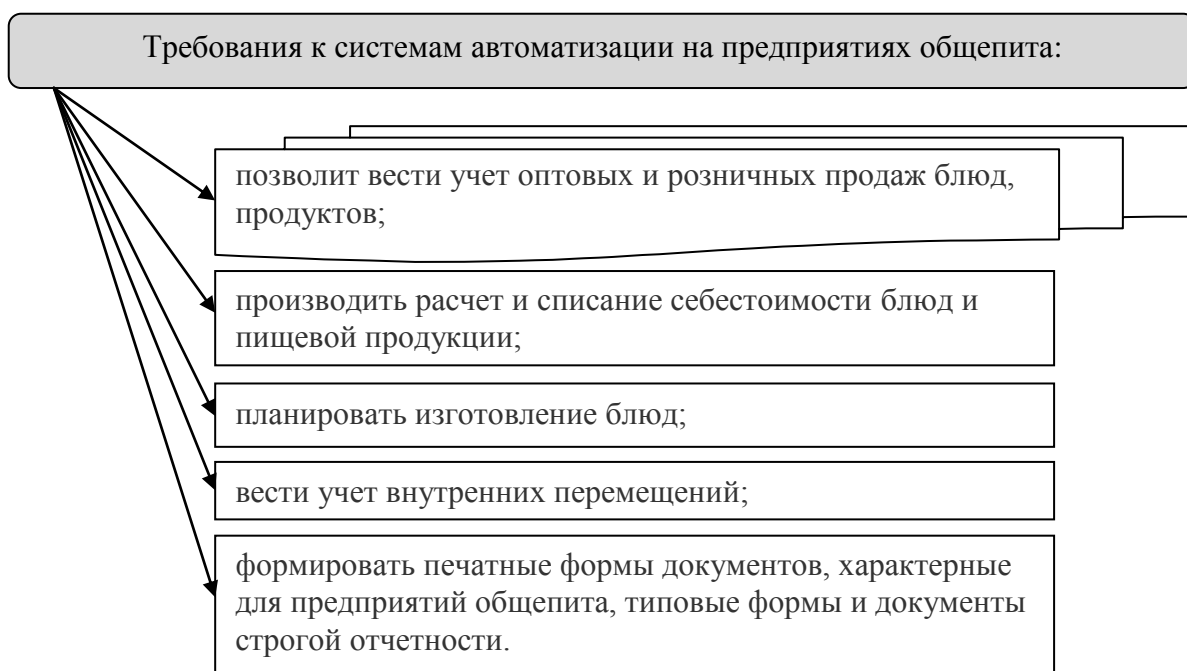 Требования к системам автоматизации на предприятиях общепита:
позволит вести учет оптовых и розничных продаж блюд,
продуктов;
производить расчет и списание себестоимости блюд и
пищевой продукции;
планировать изготовление блюд;
вести учет внутренних перемещений;
формировать печатные формы документов, характерные
для предприятий общепита, типовые формы и документы
строгой отчетности.